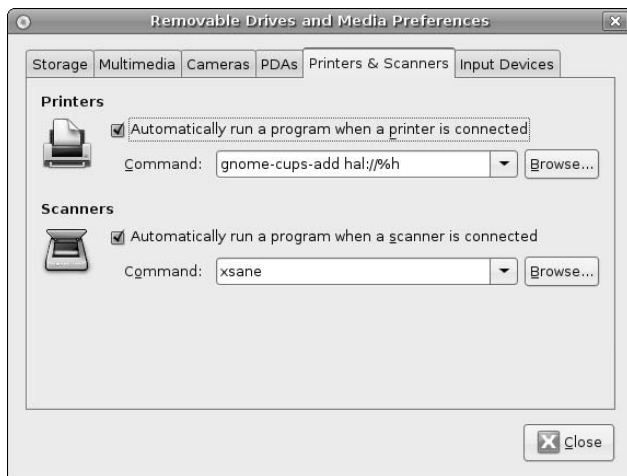 Removable Drives and Media Preferences
Storage Multimedia Cameras PDAs Printers & Scanners Input Devices
Printers
Automatically run a program when a printer is connected
Command: gnome-cups-add hal://%h Browse...
Scanners
Automatically run a program when a scanner is connected
Command: xsane Browse...
Close